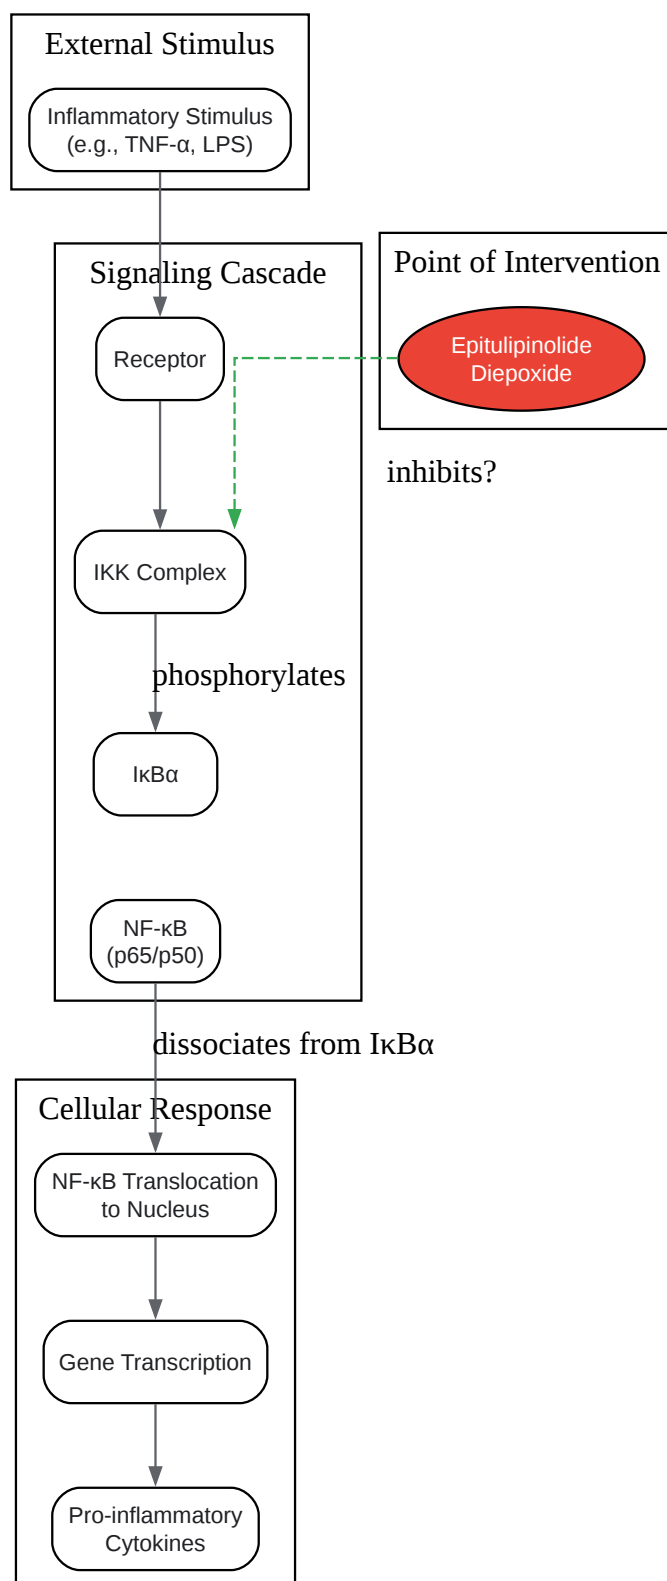 External Stimulus
Inflammatory Stimulus
(e.g., TNF-α, LPS)
Signaling Cascade
Point of Intervention
Receptor
Epitulipinolide
Diepoxide
inhibits?
IKK Complex
phosphorylates
IκBα
NF-κB
(p65/p50)
dissociates from IκBα
Cellular Response
NF-κB Translocation
to Nucleus
Gene Transcription
Pro-inflammatory
Cytokines